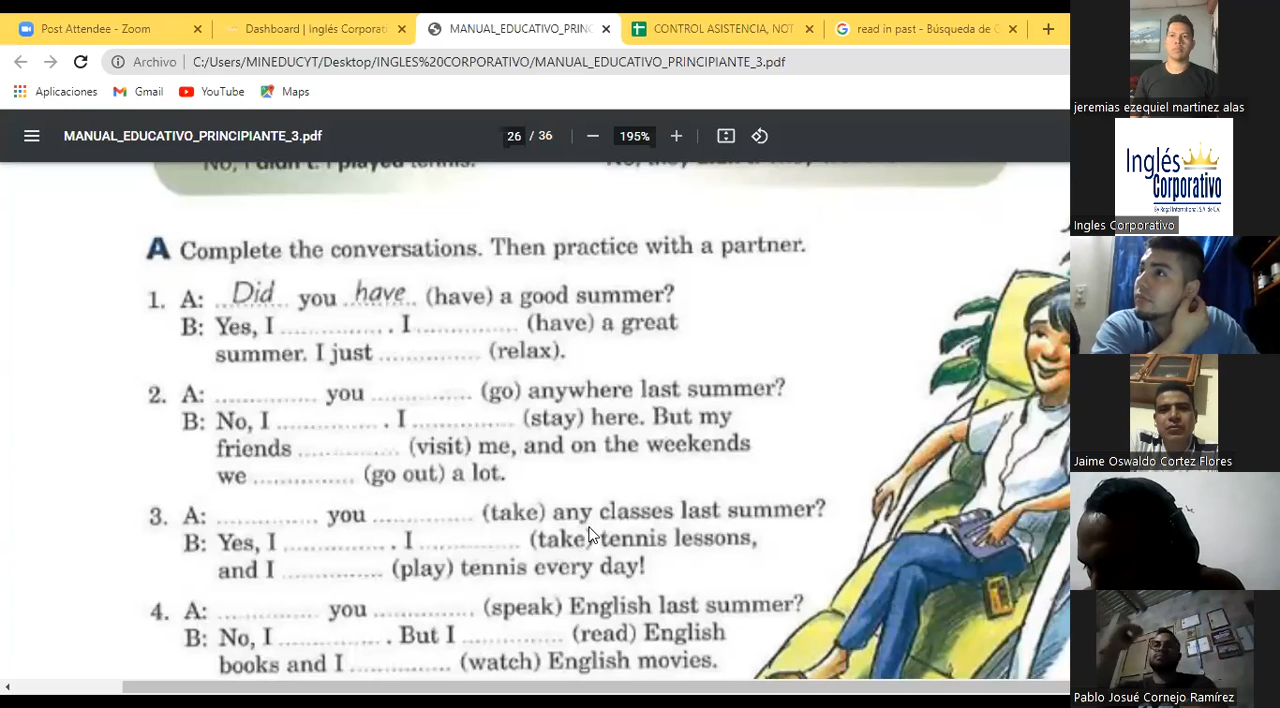 Post Attendee - Zoom
Dashboard | Inglés Corporati
MANUAL_EDUCATIVO_PRIN
CONTROL ASISTENCIA, NOT
read in past - Búsqueda de G
Archivo | C:/Users/MINEDUCYT/Desktop/INGLES%20CORPORATIVO/MANUAL_EDUCATIVO_PRINCIPIANTE_3.pdf
Aplicaciones Gmail YouTube Maps
MANUAL_EDUCATIVO_PRINCIPIANTE_3.pdf 26 / 36 195%
No, I didn't. I played tennis.
A Complete the conversations. Then practice with a partner.
1. A: Did you have (have) a good summer?
B: Yes, I ............... . I ............... (have) a great
summer. I just ............... (relax).
2. A: ............... you ............... (go) anywhere last summer?
B: No, I ............... . I ............... (stay) here. But my
friends ............... (visit) me, and on the weekends
we ............... (go out) a lot.
3. A: ............... you ............... (take) any classes last summer?
B: Yes, I ............... . I ............... (take) tennis lessons,
and I ............... (play) tennis every day!
4. A: ............... you ............... (speak) English last summer?
B: No, I ............... . But I ............... (read) English
books and I ............... (watch) English movies.
jeremias ezequiel martinez alas
Inglés
Corporativo
Ingles Corporativo
Jaime Oswaldo Cortez Flores
Pablo Josué Cornejo Ramírez